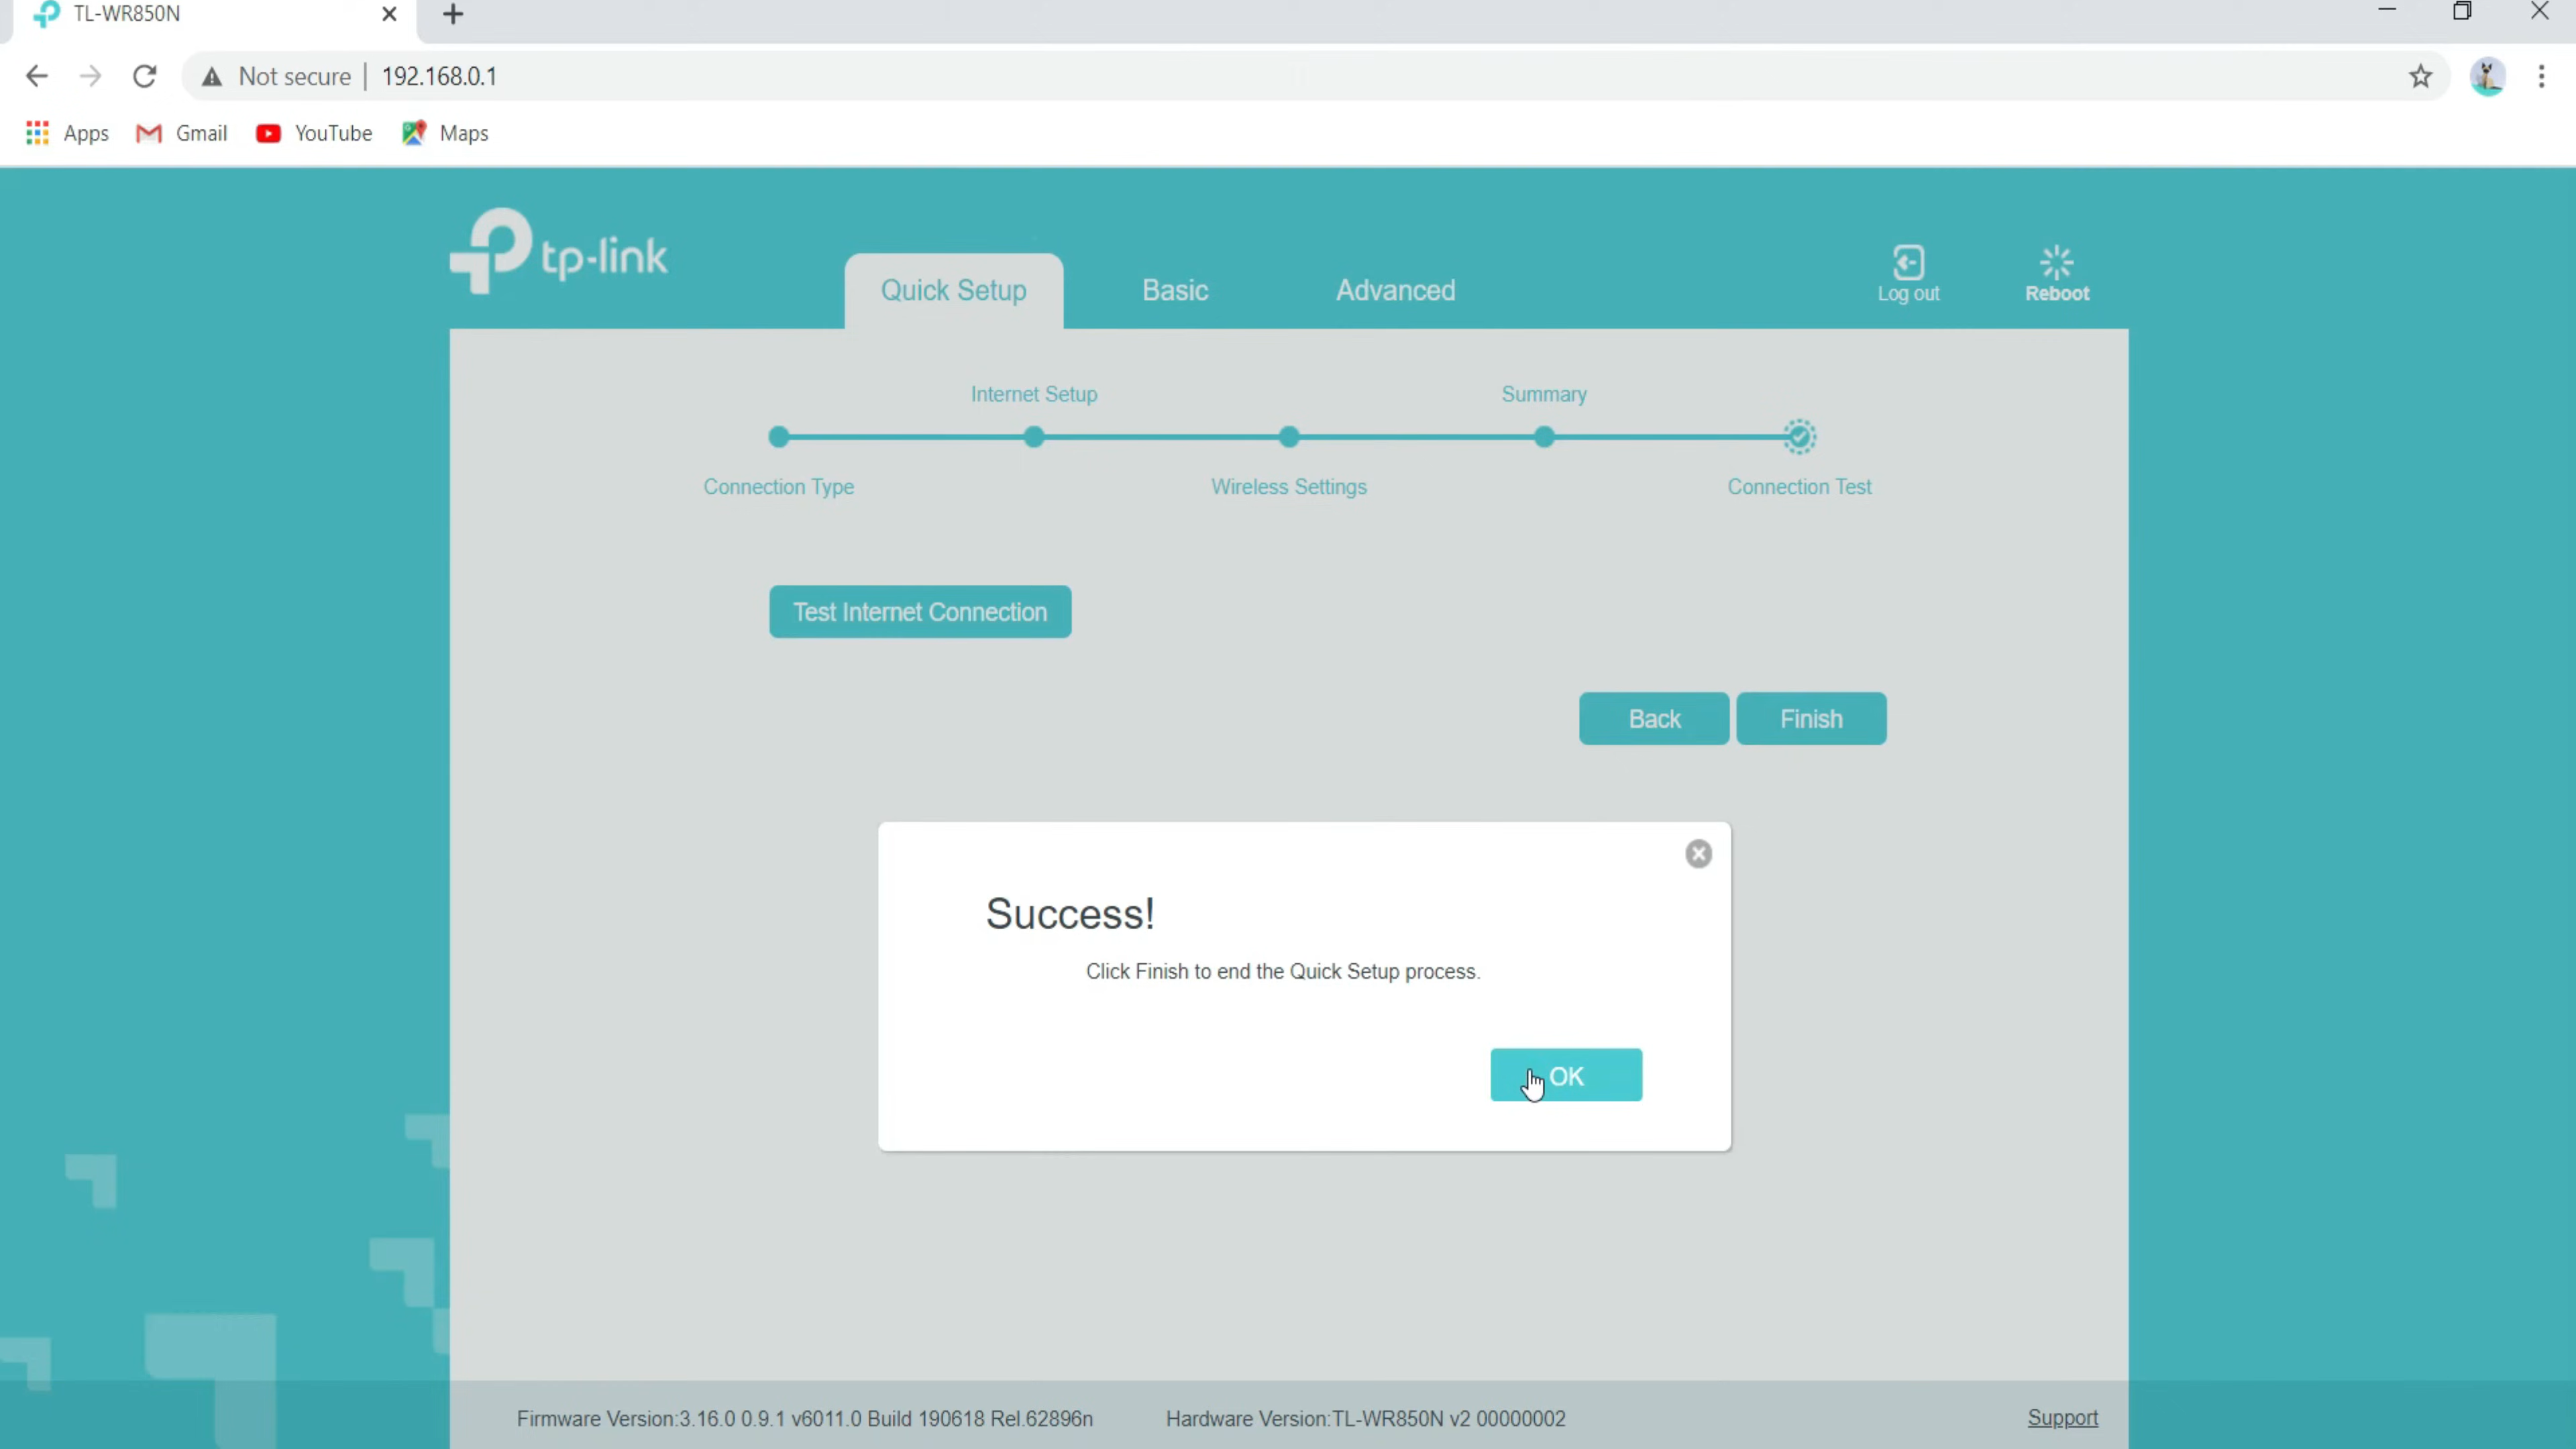 TL-WR850N
Not secure 192.168.0.1
Apps Gmail YouTube Maps
tp-link
Quick Setup Basic Advanced
Log out Reboot
Internet Setup Summary
Connection Type Wireless Settings Connection Test
Test Internet Connection
Back Finish
Success!
Click Finish to end the Quick Setup process.
OK
Firmware Version:3.16.0 0.9.1 v6011.0 Build 190618 Rel.62896n Hardware Version:TL-WR850N v2 00000002 Support